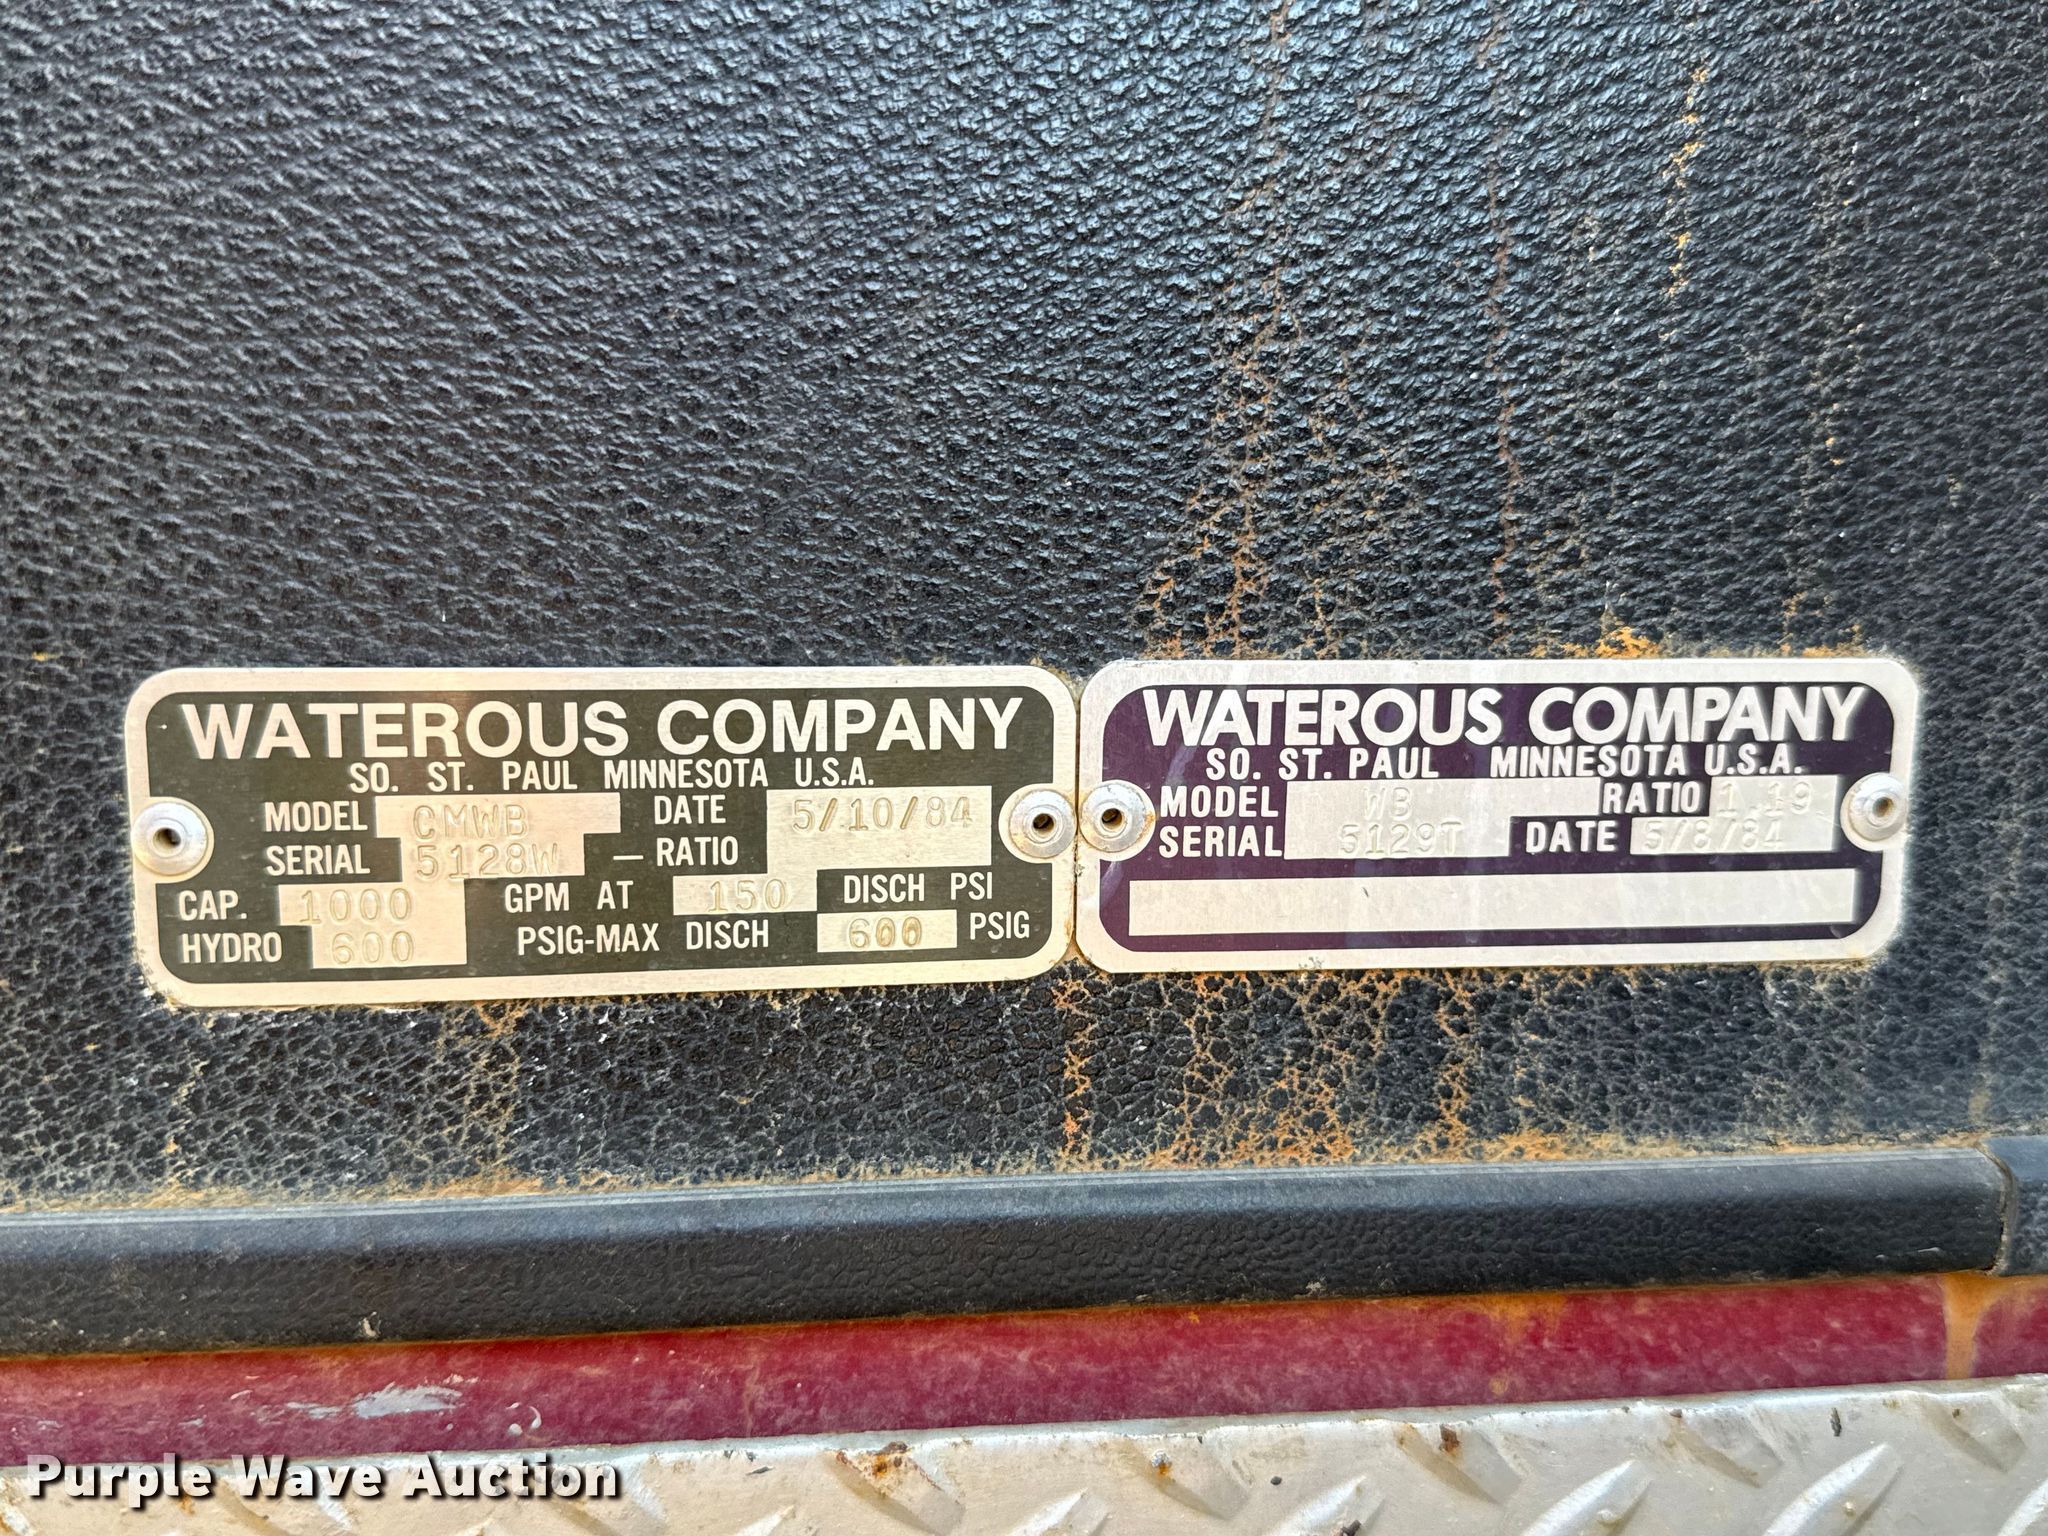 WATEROUS COMPANY
SO. ST. PAUL MINNESOTA U.S.A.
MODEL CMWB DATE 5/10/84
SERIAL 5128W — RATIO
CAP. 1000 GPM AT 150 DISCH PSI
HYDRO 600 PSIG-MAX DISCH 600 PSIG
WATEROUS COMPANY
SO. ST. PAUL MINNESOTA U.S.A.
MODEL WB RATIO 1.19
SERIAL 5129T DATE 5/8/84
Purple Wave Auction